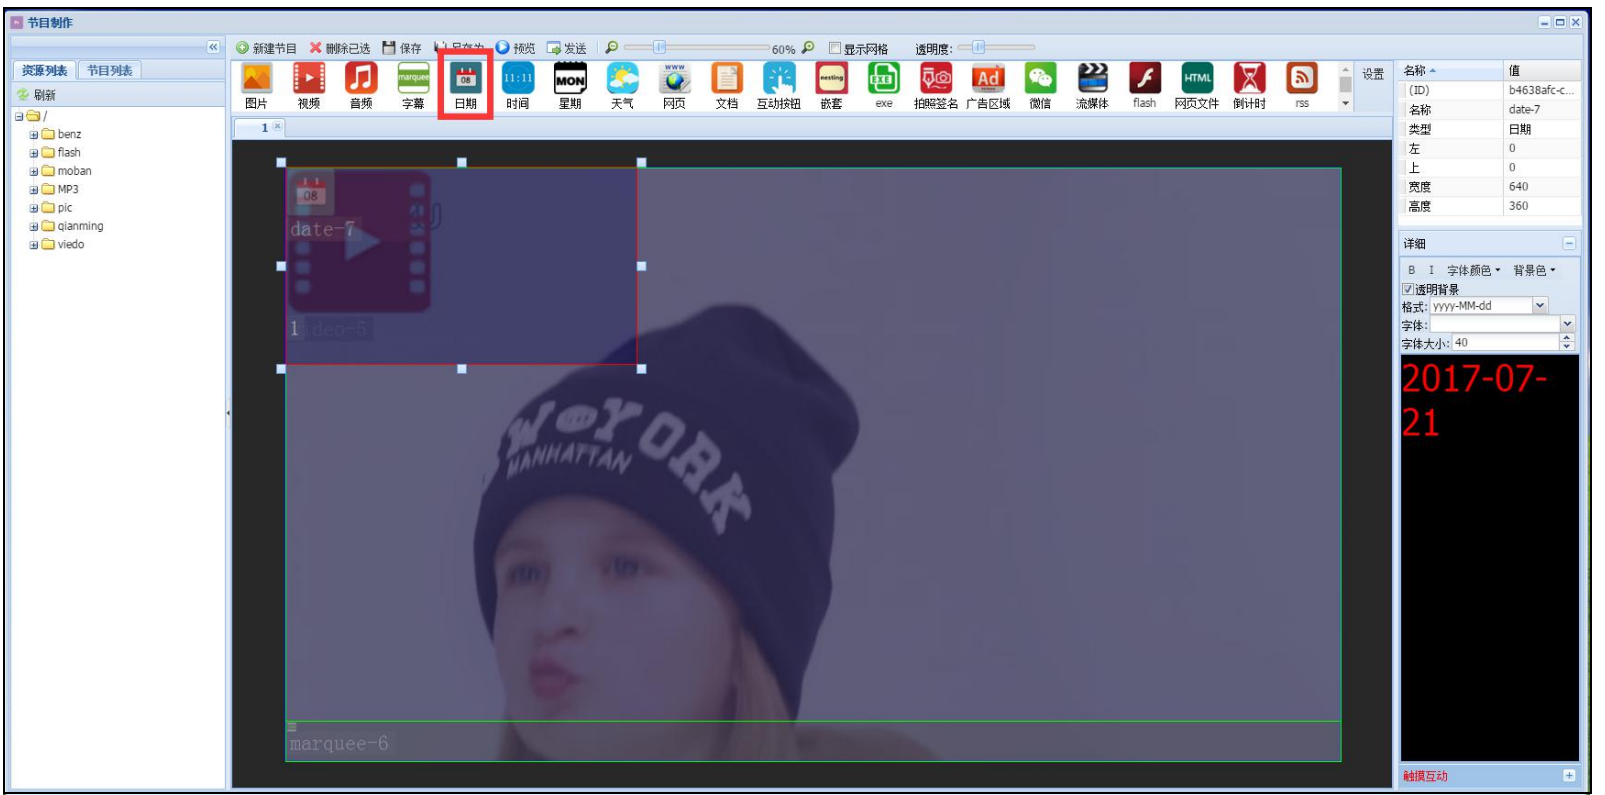 节目制作
新建节目 删除已选 保存 另存为 预览 发送 60% 显示网格 透明度:
资源列表 节目列表
刷新
/
benz
flash
moban
MP3
pic
qianming
viedo
WWW
marquee 08 11:11 MON nesting EXE Ad HTML
图片 视频 音频 字幕 日期 时间 星期 天气 网页 文档 互动按钮 嵌套 exe 拍照签名 广告区域 微信 流媒体 flash 网页文件 倒计时 rss
设置
1
08
date-7
1
deo-5
YORK
MANHATTAN
marquee-6
名称 值
(ID) b4638afc-c...
名称 date-7
类型 日期
左 0
上 0
宽度 640
高度 360
详细
B I 字体颜色 背景色
透明背景
格式: yyyy-MM-dd
字体:
字体大小: 40
2017-07-
21
触摸互动